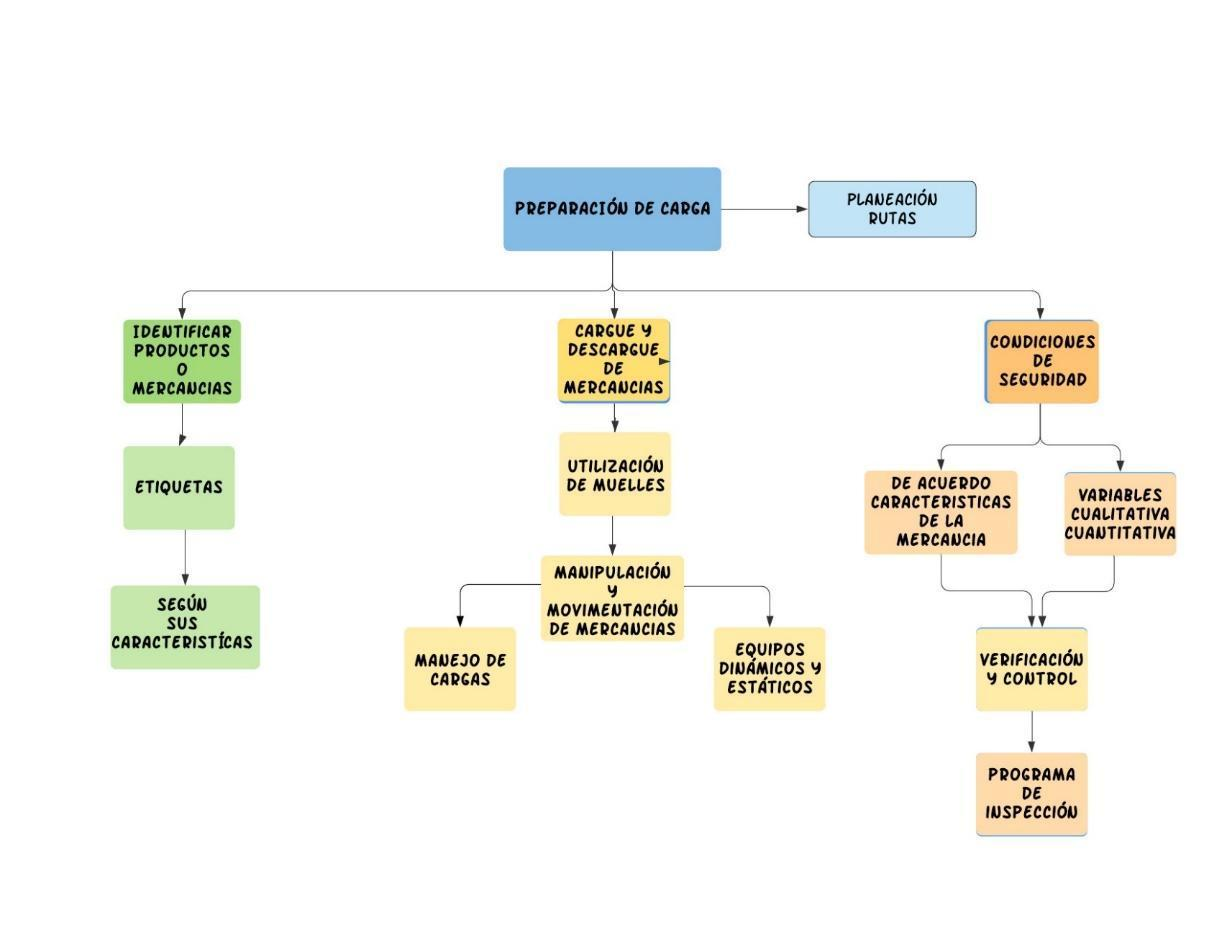 PREPARACIÓN DE CARGA
PLANEACIÓN
RUTAS
IDENTIFICAR
PRODUCTOS
O
MERCANCIAS
CARGUE Y
DESCARGUE
DE
MERCANCIAS
CONDICIONES
DE
SEGURIDAD
ETIQUETAS
UTILIZACIÓN
DE MUELLES
DE ACUERDO
CARACTERISTICAS
DE LA
MERCANCIA
VARIABLES
CUALITATIVA
CUANTITATIVA
SEGÚN
SUS
CARACTERISTÍCAS
MANIPULACIÓN
Y
MOVIMENTACIÓN
DE MERCANCIAS
MANEJO DE
CARGAS
EQUIPOS
DINÁMICOS Y
ESTÁTICOS
VERIFICACIÓN
Y CONTROL
PROGRAMA
DE
INSPECCIÓN